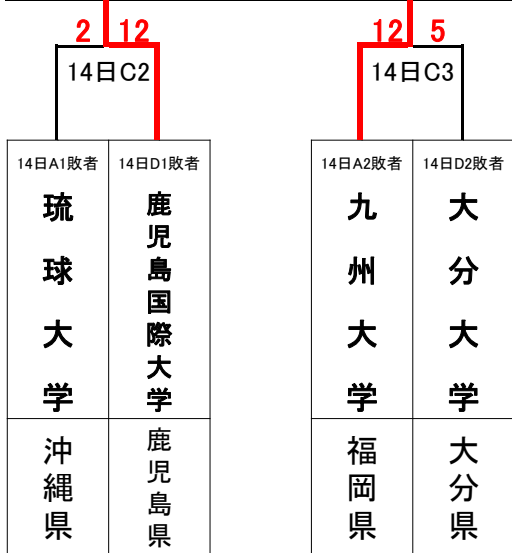 2 12
12 5
14日C2
14日C3
14日A1敗者
14日D1敗者
14日A2敗者
14日D2敗者
琉球大学
鹿児島国際大学
九州大学
大分大学
沖縄県
鹿児島県
福岡県
大分県